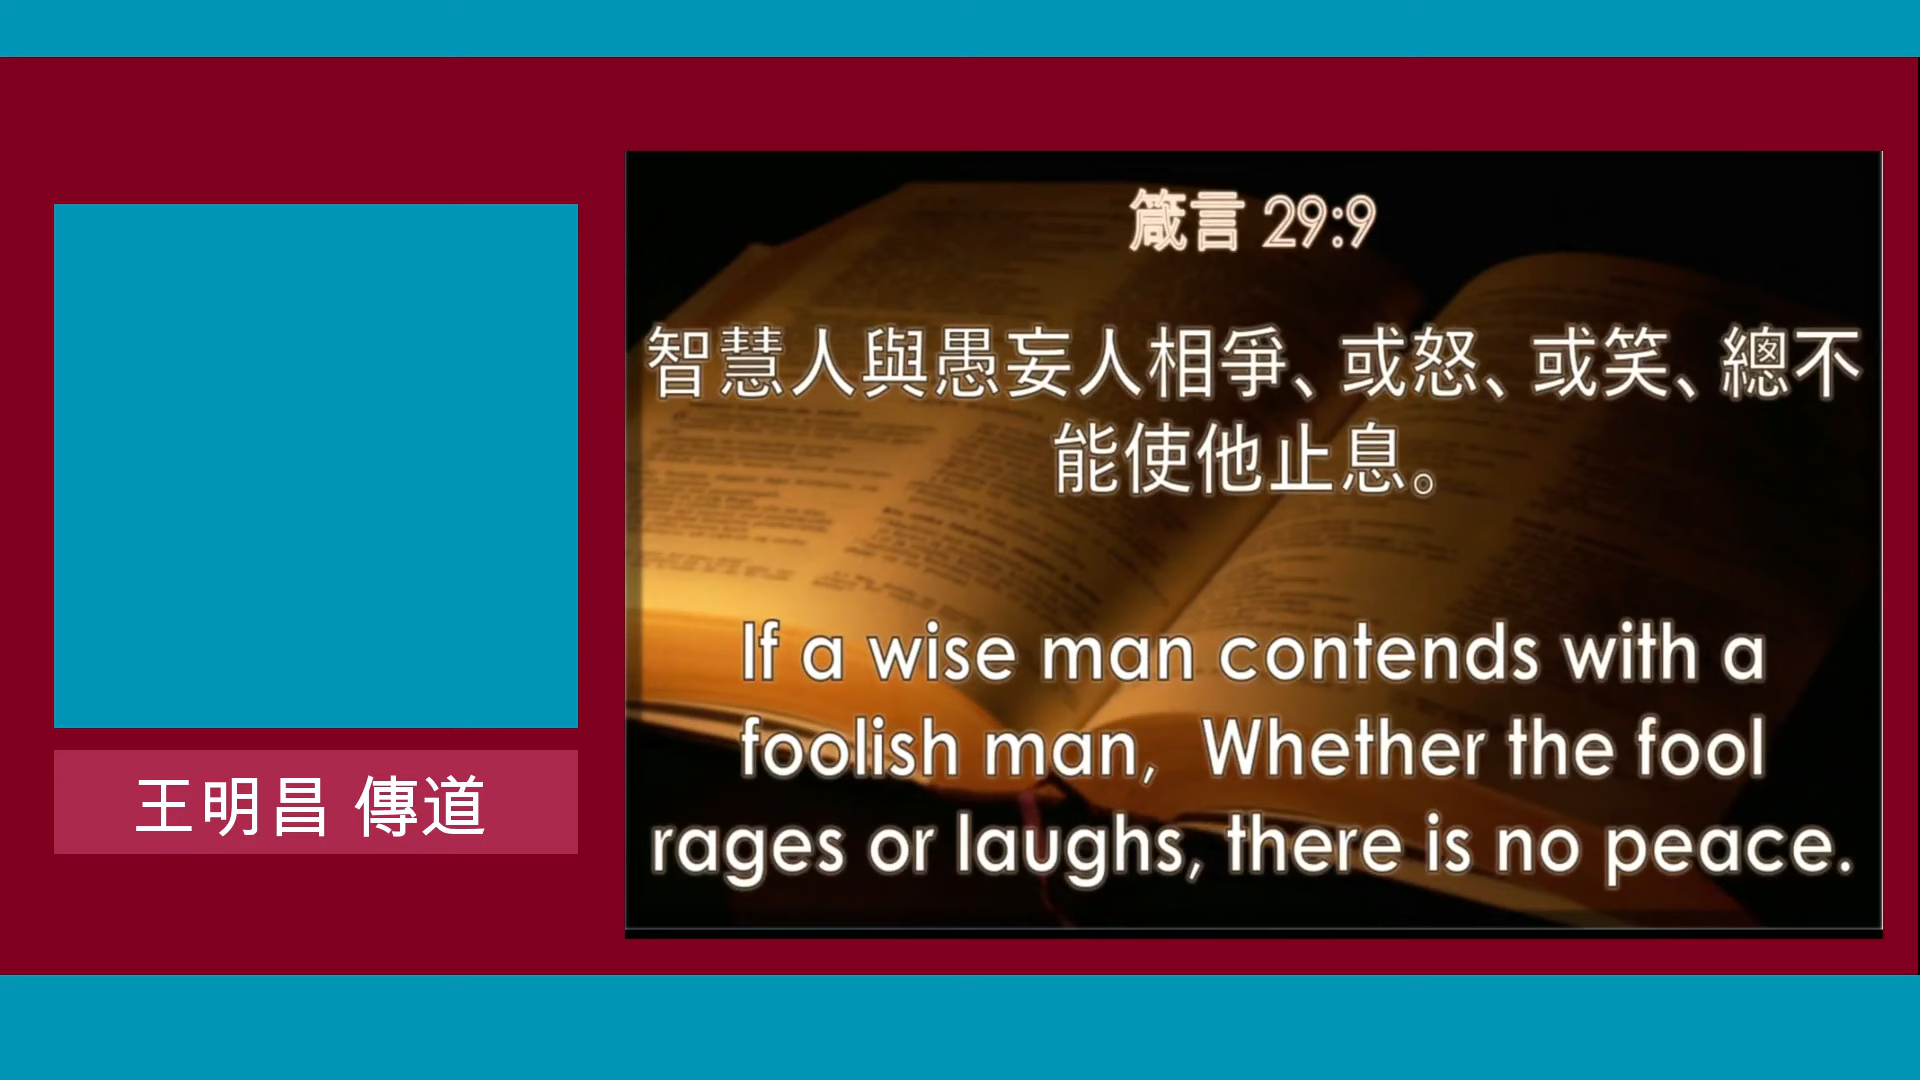 箴言 29:9
智慧人與愚妄人相爭、或怒、或笑、總不
能使他止息。
If a wise man contends with a
foolish man, Whether the fool
rages or laughs, there is no peace.
王明昌 傳道